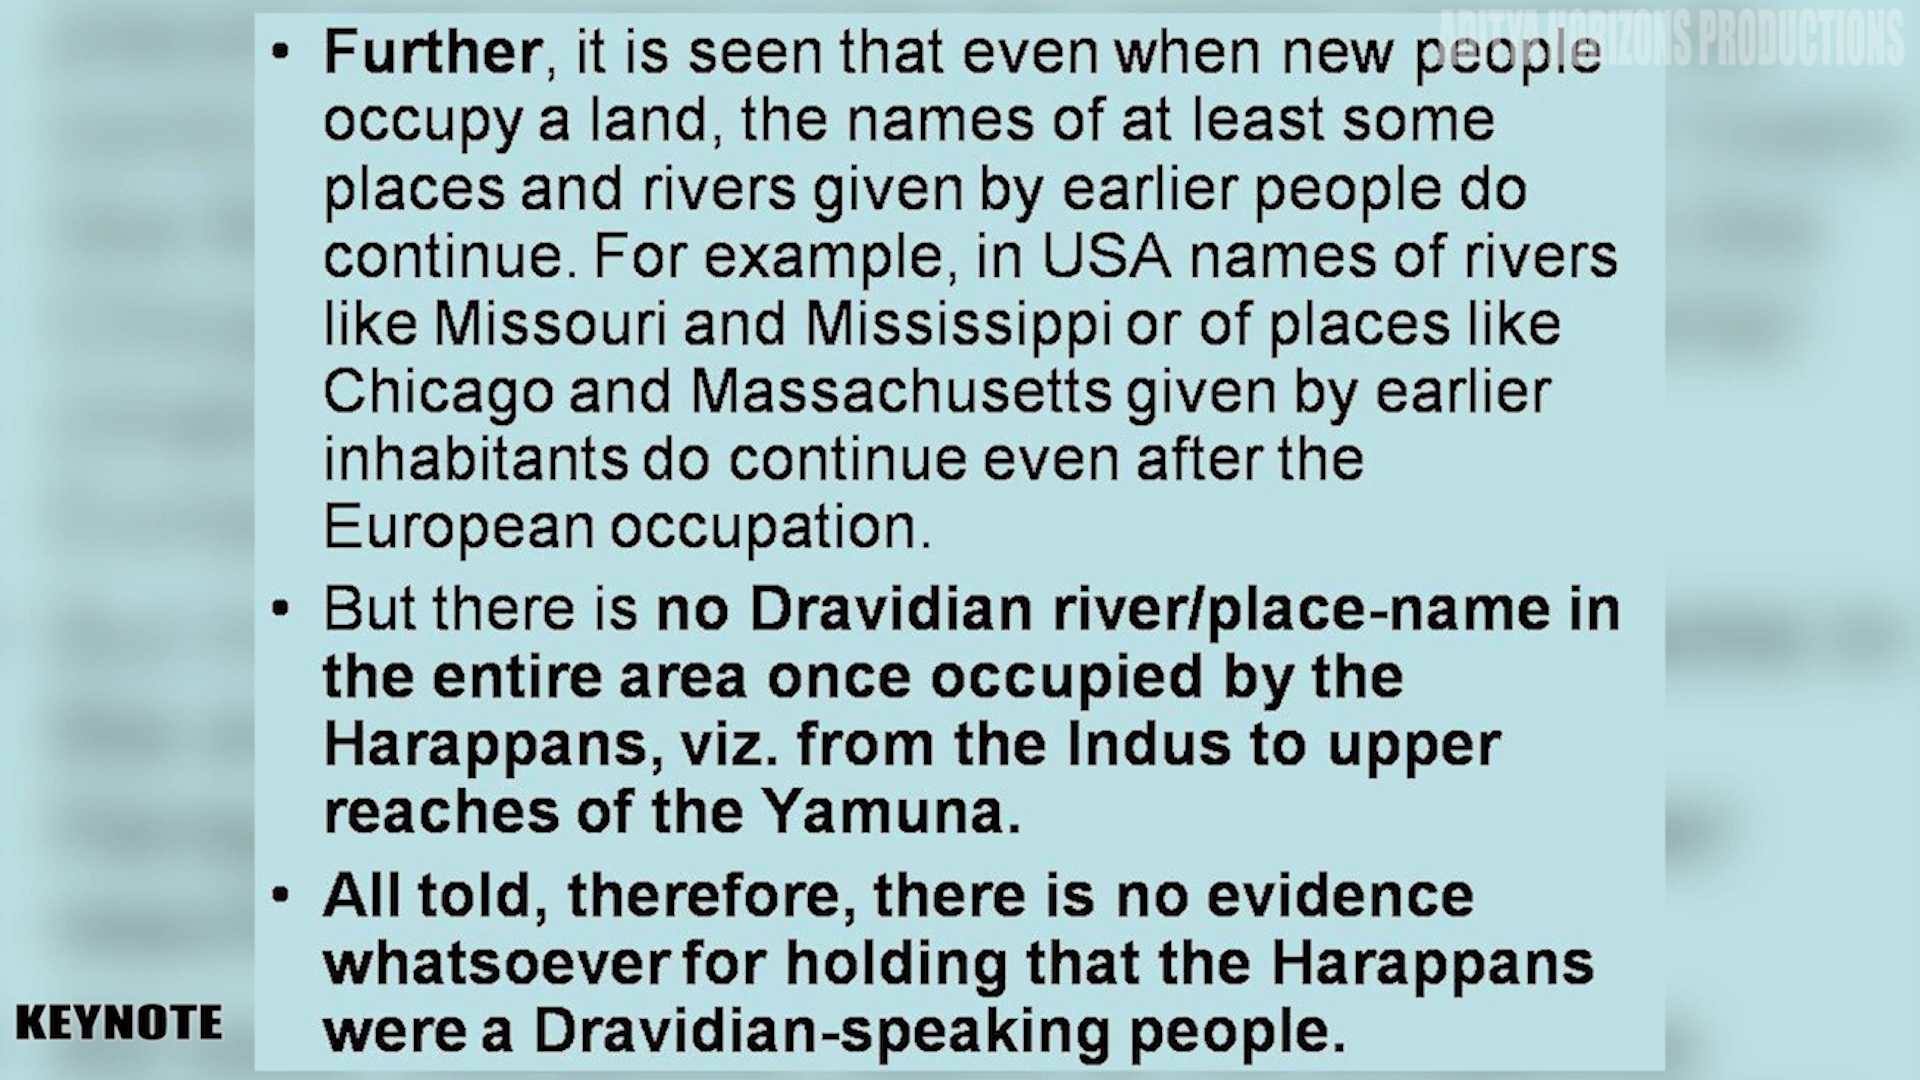 ADITYA HORIZONS PRODUCTIONS
• Further, it is seen that even when new people
occupy a land, the names of at least some
places and rivers given by earlier people do
continue. For example, in USA names of rivers
like Missouri and Mississippi or of places like
Chicago and Massachusetts given by earlier
inhabitants do continue even after the
European occupation.
• But there is no Dravidian river/place-name in
the entire area once occupied by the
Harappans, viz. from the Indus to upper
reaches of the Yamuna.
• All told, therefore, there is no evidence
whatsoever for holding that the Harappans
were a Dravidian-speaking people.
KEYNOTE